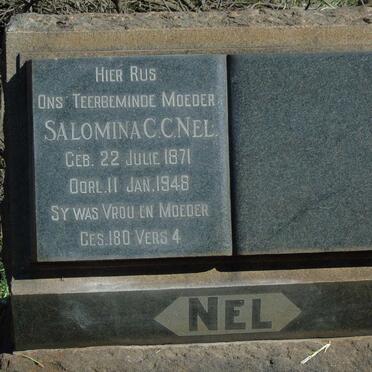 HIER RUS
ONS TEERBEMINDE MOEDER
SALOMINA C.C. NEL.
GEB. 22 JULIE 1871
OORL. 11 JAN. 1948
SY WAS VROU EN MOEDER
GES. 180 VERS 4
NEL